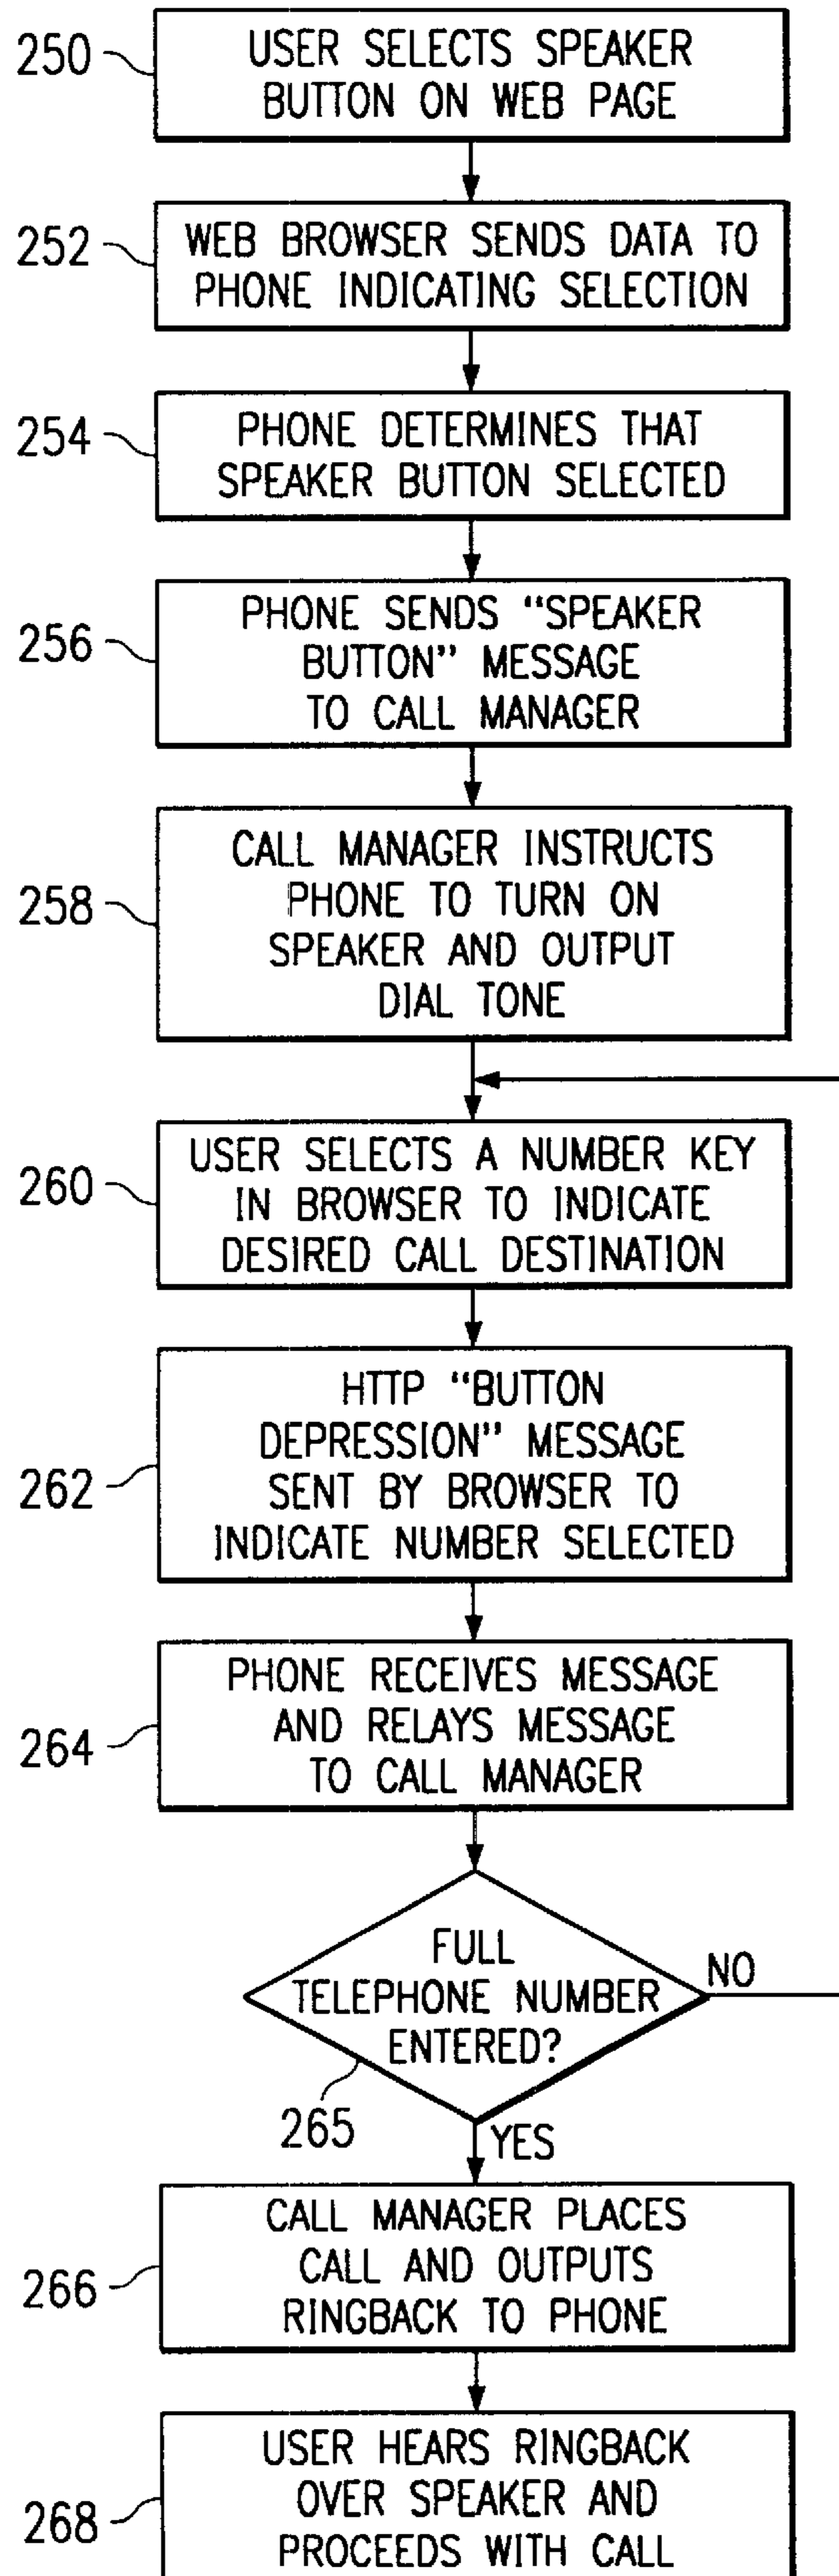 250
USER SELECTS SPEAKER
BUTTON ON WEB PAGE
252
WEB BROWSER SENDS DATA TO
PHONE INDICATING SELECTION
254
PHONE DETERMINES THAT
SPEAKER BUTTON SELECTED
256
PHONE SENDS "SPEAKER
BUTTON" MESSAGE
TO CALL MANAGER
258
CALL MANAGER INSTRUCTS
PHONE TO TURN ON
SPEAKER AND OUTPUT
DIAL TONE
260
USER SELECTS A NUMBER KEY
IN BROWSER TO INDICATE
DESIRED CALL DESTINATION
262
HTTP "BUTTON
DEPRESSION" MESSAGE
SENT BY BROWSER TO
INDICATE NUMBER SELECTED
264
PHONE RECEIVES MESSAGE
AND RELAYS MESSAGE
TO CALL MANAGER
FULL
TELEPHONE NUMBER
ENTERED?
NO
265
YES
266
CALL MANAGER PLACES
CALL AND OUTPUTS
RINGBACK TO PHONE
268
USER HEARS RINGBACK
OVER SPEAKER AND
PROCEEDS WITH CALL